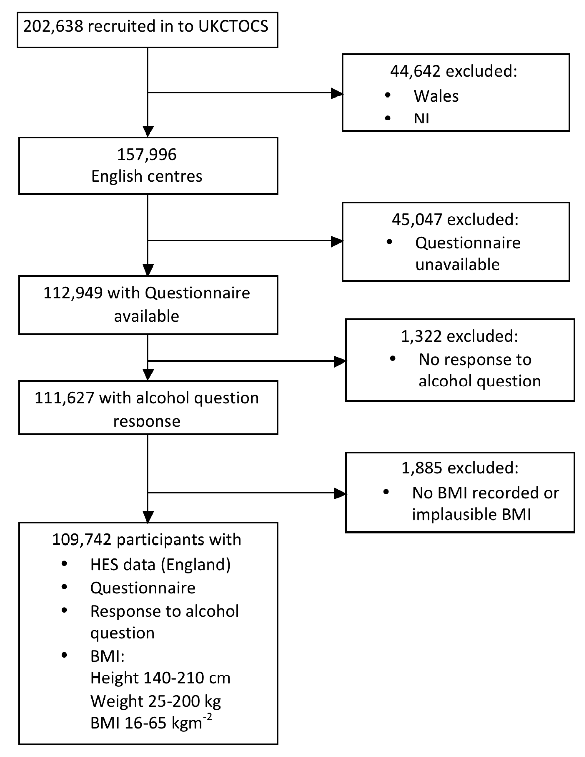 202,638 recruited in to UKCTOCS
44,642 excluded:
• Wales
• NI
157,996
English centres
45,047 excluded:
• Questionnaire
unavailable
112,949 with Questionnaire
available
1,322 excluded:
• No response to
alcohol question
111,627 with alcohol question
response
1,885 excluded:
• No BMI recorded or
implausible BMI
109,742 participants with
• HES data (England)
• Questionnaire
• Response to alcohol
question
• BMI:
Height 140-210 cm
Weight 25-200 kg
BMI 16-65 kgm⁻²